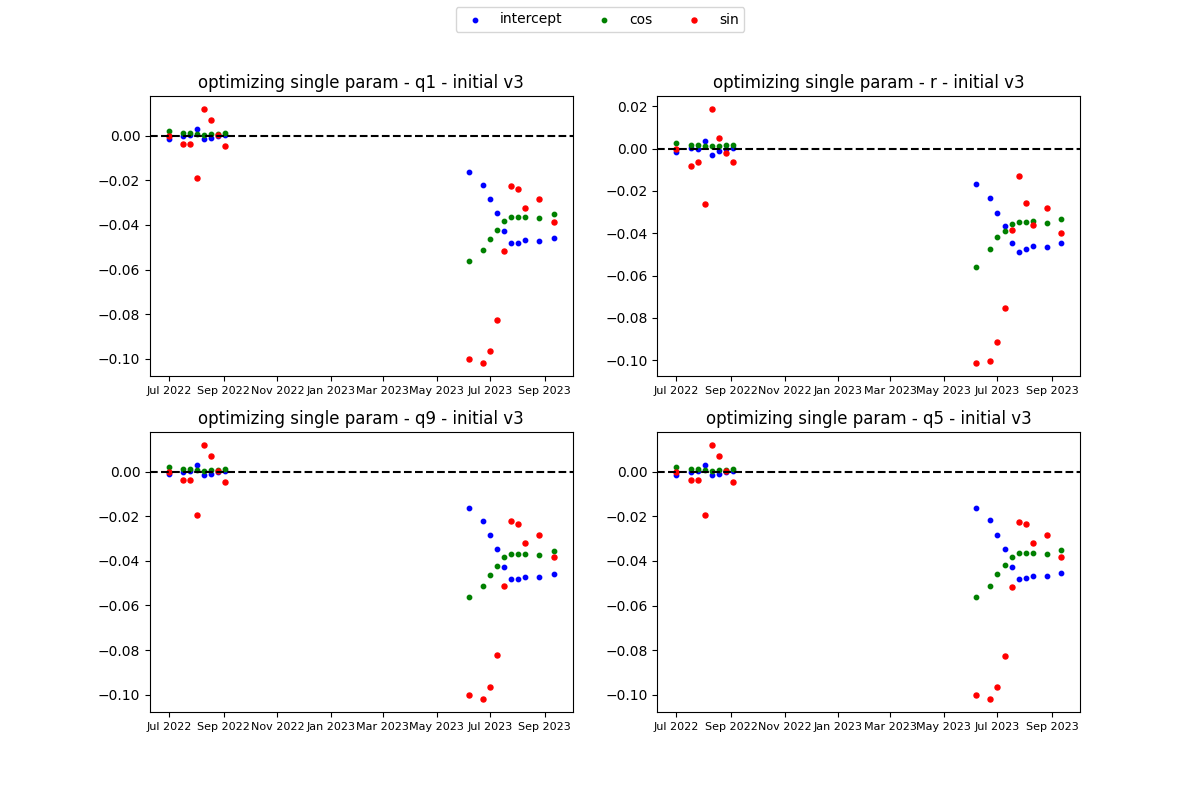 intercept cos sin
optimizing single param - q1 - initial v3
0.00
−0.02
−0.04
−0.06
−0.08
−0.10
Jul 2022 Sep 2022 Nov 2022 Jan 2023 Mar 2023 May 2023 Jul 2023 Sep 2023
optimizing single param - r - initial v3
0.02
0.00
−0.02
−0.04
−0.06
−0.08
−0.10
Jul 2022 Sep 2022 Nov 2022 Jan 2023 Mar 2023 May 2023 Jul 2023 Sep 2023
optimizing single param - q9 - initial v3
0.00
−0.02
−0.04
−0.06
−0.08
−0.10
Jul 2022 Sep 2022 Nov 2022 Jan 2023 Mar 2023 May 2023 Jul 2023 Sep 2023
optimizing single param - q5 - initial v3
0.00
−0.02
−0.04
−0.06
−0.08
−0.10
Jul 2022 Sep 2022 Nov 2022 Jan 2023 Mar 2023 May 2023 Jul 2023 Sep 2023